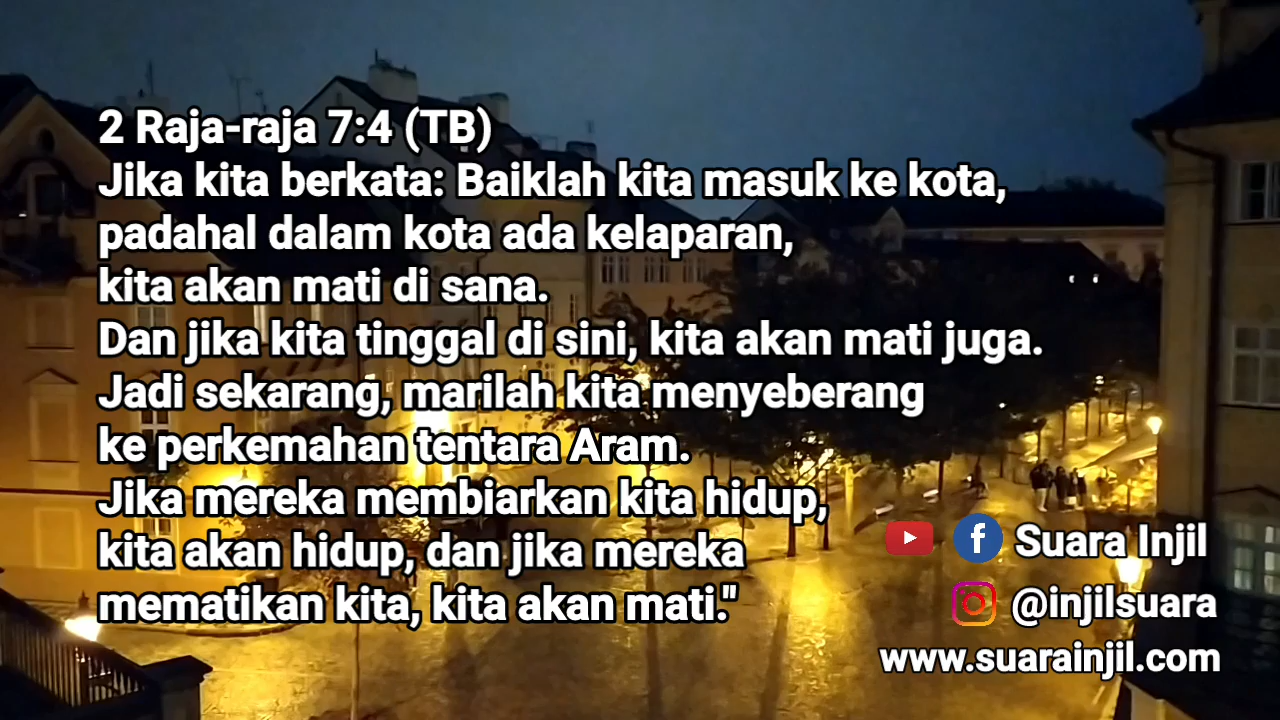 2 Raja-raja 7:4 (TB)
Jika kita berkata: Baiklah kita masuk ke kota,
padahal dalam kota ada kelaparan,
kita akan mati di sana.
Dan jika kita tinggal di sini, kita akan mati juga.
Jadi sekarang, marilah kita menyeberang
ke perkemahan tentara Aram.
Jika mereka membiarkan kita hidup,
kita akan hidup, dan jika mereka
mematikan kita, kita akan mati."
Suara Injil
@injilsuara
www.suarainjil.com